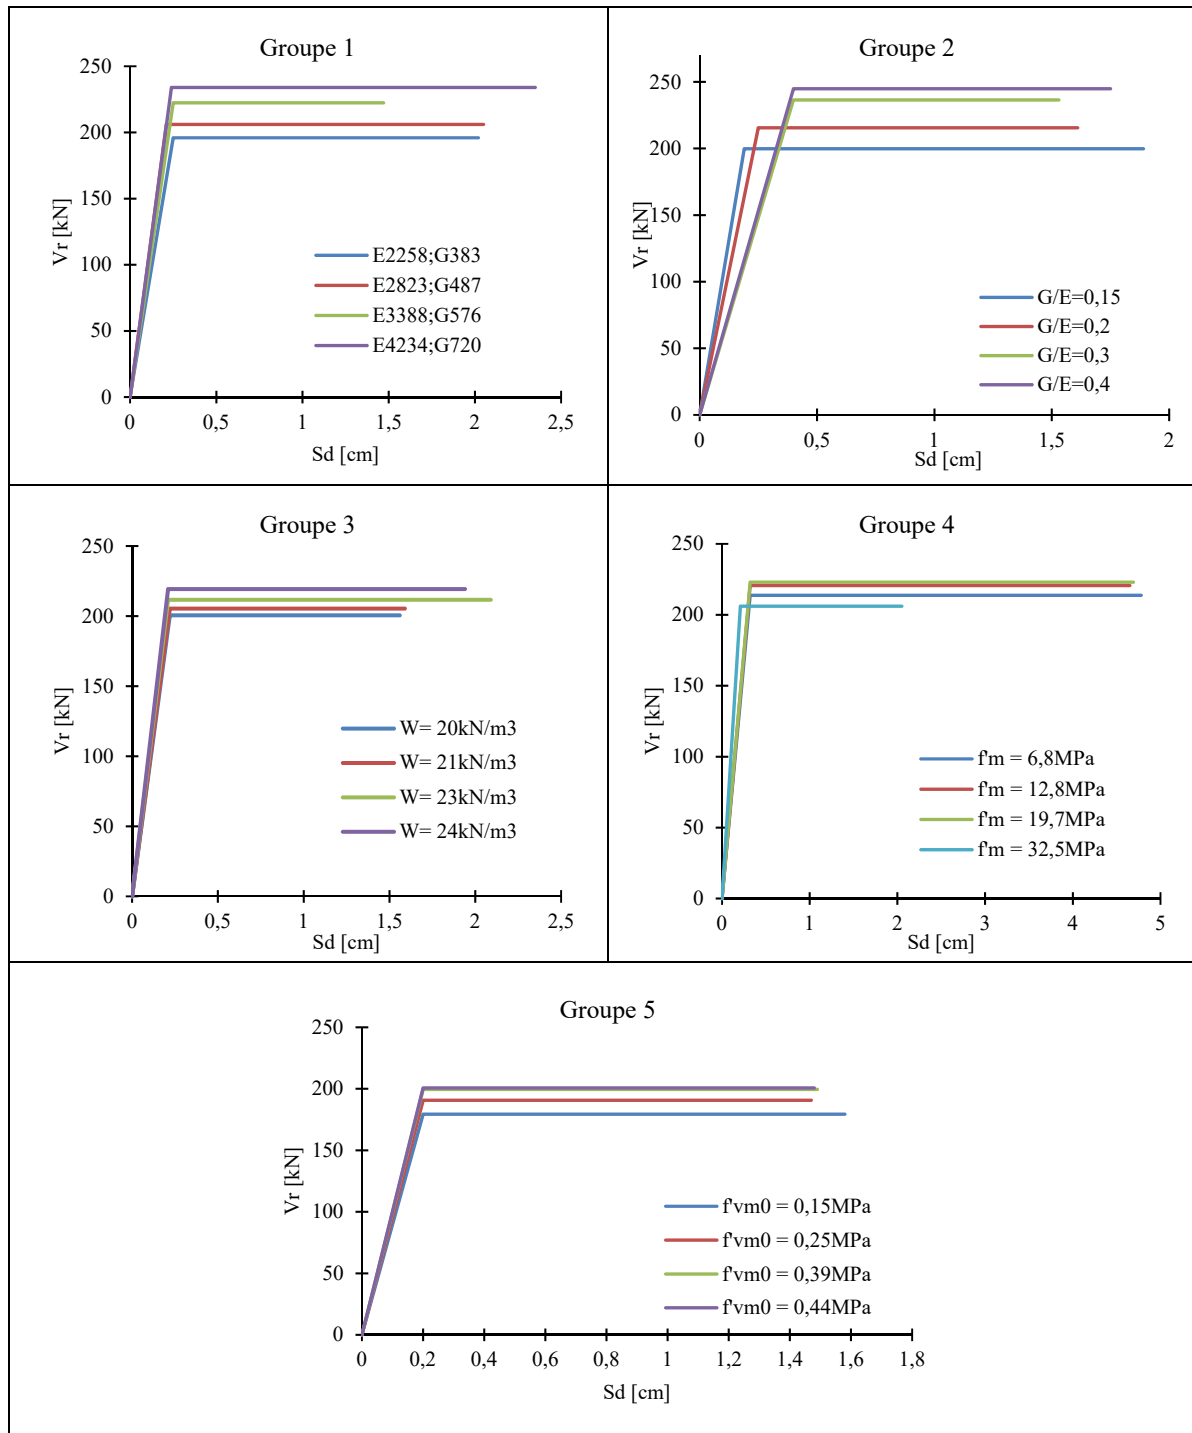 Groupe 1
250
200
150
100
50
0
Vr [kN]
E2258;G383
E2823;G487
E3388;G576
E4234;G720
0 0,5 1 1,5 2 2,5
Sd [cm]
Groupe 2
250
200
150
100
50
0
Vr [kN]
G/E=0,15
G/E=0,2
G/E=0,3
G/E=0,4
0 0,5 1 1,5 2
Sd [cm]
Groupe 3
250
200
150
100
50
0
Vr [kN]
W= 20kN/m3
W= 21kN/m3
W= 23kN/m3
W= 24kN/m3
0 0,5 1 1,5 2 2,5
Sd [cm]
Groupe 4
250
200
150
100
50
0
Vr [kN]
f'm = 6,8MPa
f'm = 12,8MPa
f'm = 19,7MPa
f'm = 32,5MPa
0 1 2 3 4 5
Sd [cm]
Groupe 5
250
200
150
100
50
0
Vr [kN]
f'vm0 = 0,15MPa
f'vm0 = 0,25MPa
f'vm0 = 0,39MPa
f'vm0 = 0,44MPa
0 0,2 0,4 0,6 0,8 1 1,2 1,4 1,6 1,8
Sd [cm]